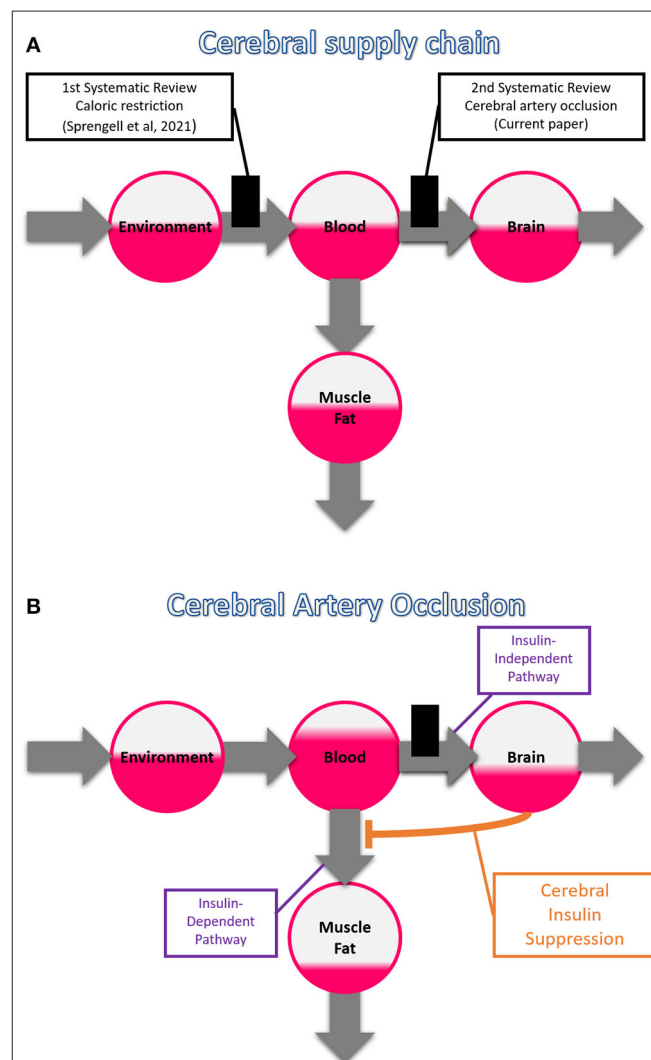 A
Cerebral supply chain
1st Systematic Review
Caloric restriction
(Sprengell et al, 2021)
2nd Systematic Review
Cerebral artery occlusion
(Current paper)
Environment
Blood
Brain
Muscle
Fat
B
Cerebral Artery Occlusion
Insulin-
Independent
Pathway
Environment
Blood
Brain
Insulin-
Dependent
Pathway
Muscle
Fat
Cerebral
Insulin
Suppression